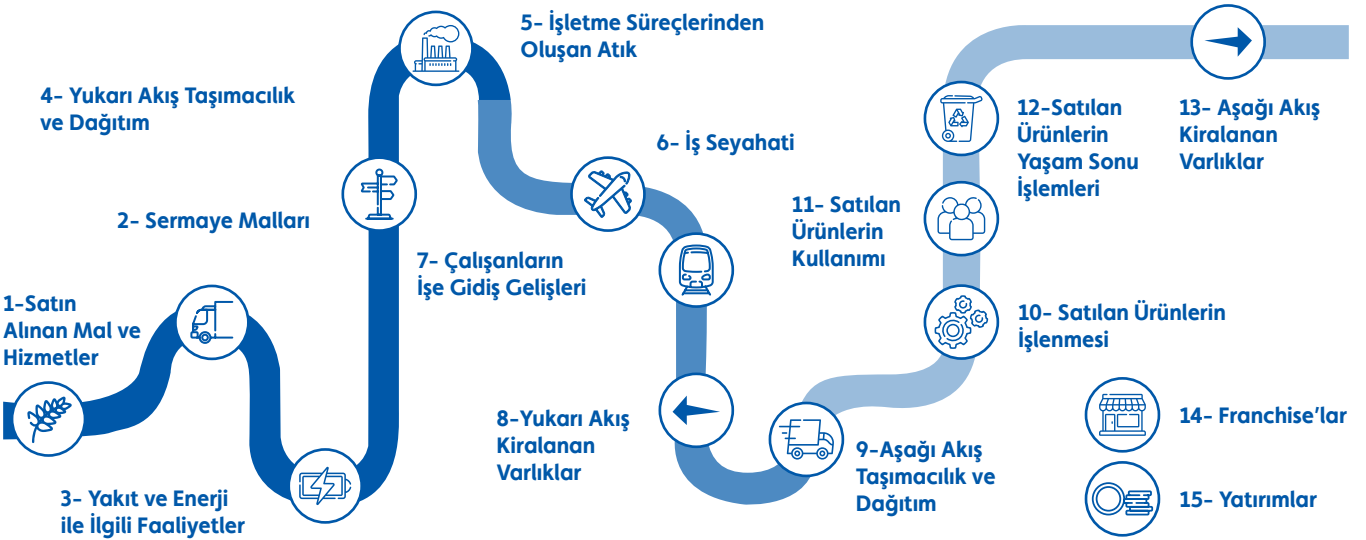 1-Satın
Alınan Mal ve
Hizmetler
2- Sermaye Malları
3- Yakıt ve Enerji
ile İlgili Faaliyetler
4- Yukarı Akış Taşımacılık
ve Dağıtım
5- İşletme Süreçlerinden
Oluşan Atık
6- İş Seyahati
7- Çalışanların
İşe Gidiş Gelişleri
8-Yukarı Akış
Kiralanan
Varlıklar
9-Aşağı Akış
Taşımacılık ve
Dağıtım
10- Satılan Ürünlerin
İşlenmesi
11- Satılan
Ürünlerin
Kullanımı
12-Satılan
Ürünlerin
Yaşam Sonu
İşlemleri
13- Aşağı Akış
Kiralanan
Varlıklar
14- Franchise’lar
15- Yatırımlar